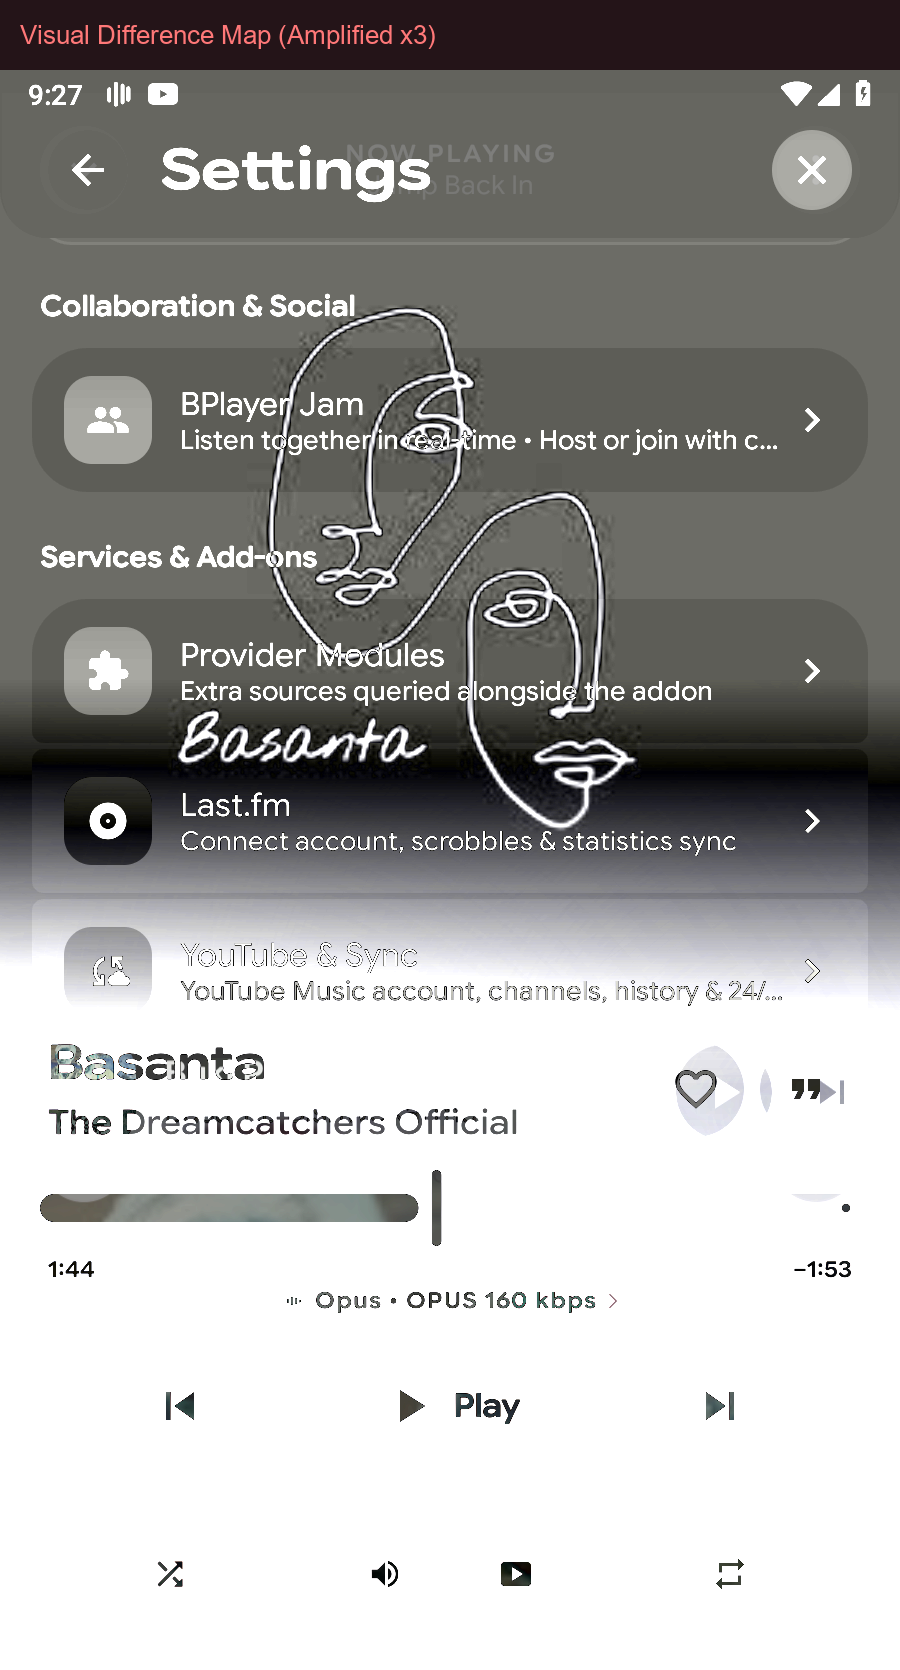 Visual Difference Map (Amplified x3)
9:27
NOW PLAYING
Settings
Back In
Collaboration & Social
BPlayer Jam
Listen together in real-time • Host or join with c...
Services & Add-ons
Provider Modules
Extra sources queried alongside the addon
Basanta
Last.fm
Connect account, scrobbles & statistics sync
YouTube & Sync
YouTube Music account, channels, history & 24/...
Basanta
The Dreamcatchers Official
1:44
−1:53
Opus • OPUS 160 kbps
Play